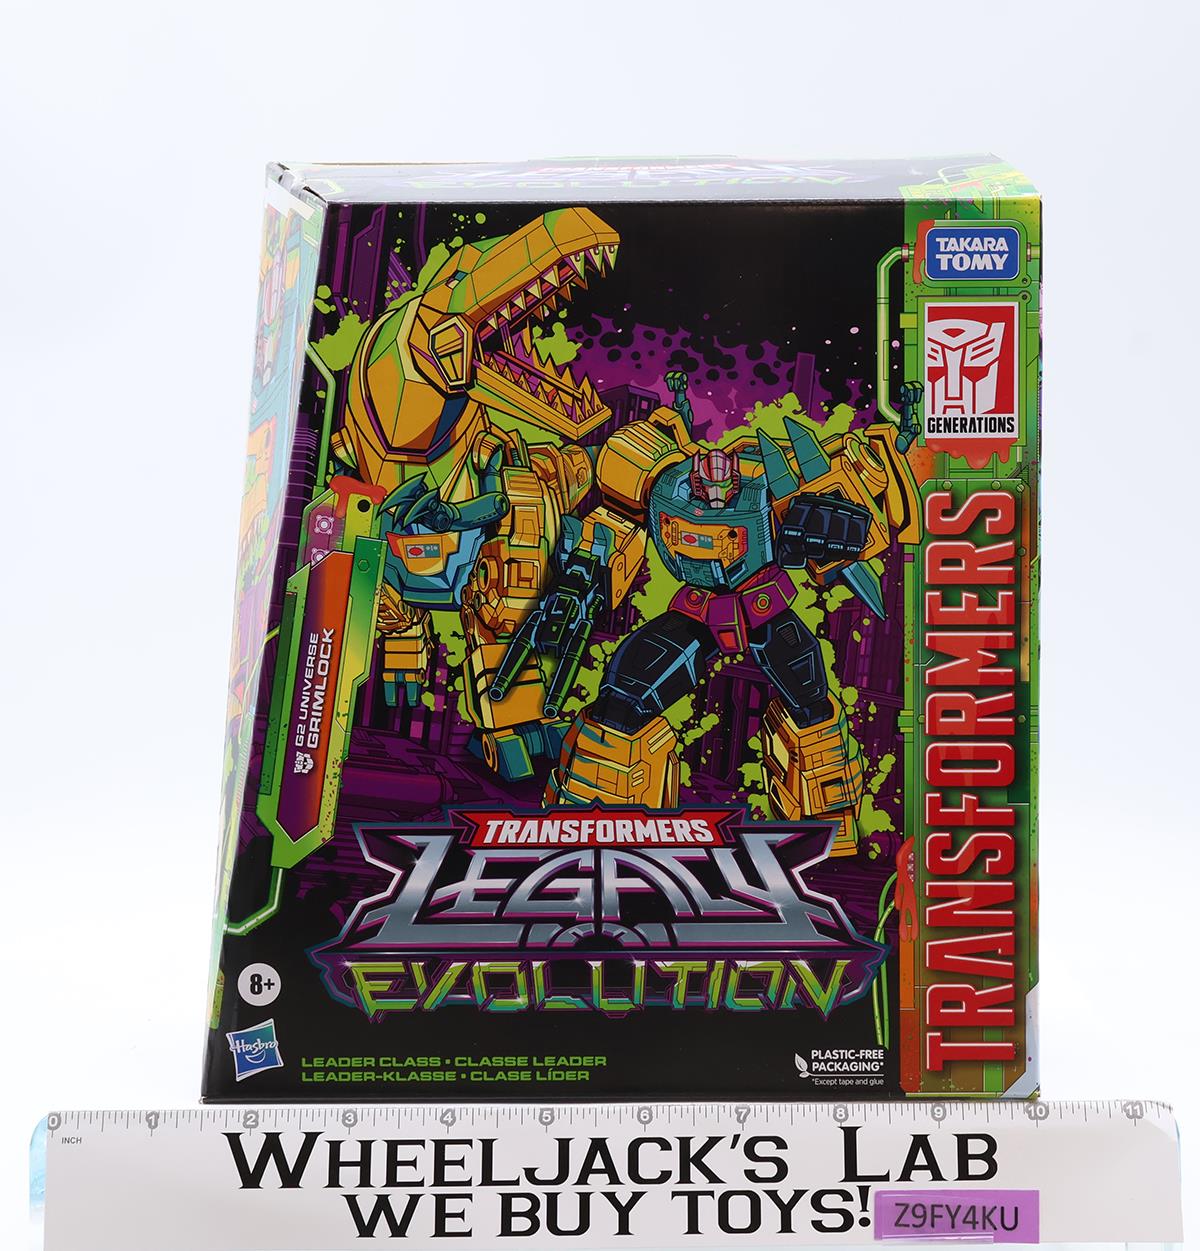 TRANSFORMERS
EVOLUTION
TAKARA
TOMY
GENERATIONS
TRANSFORMERS
G2 UNIVERSE
GRIMLOCK
TRANSFORMERS
LEGACY
EVOLUTION
8+
Hasbro
LEADER CLASS • CLASSE LEADER
LEADER-KLASSE • CLASE LÍDER
PLASTIC-FREE
PACKAGING*
*Except tape and glue
0 1 2 3 4 5 6 7 8 9 10 11
INCH
WHEELJACK'S LAB
WE BUY TOYS!
Z9FY4KU